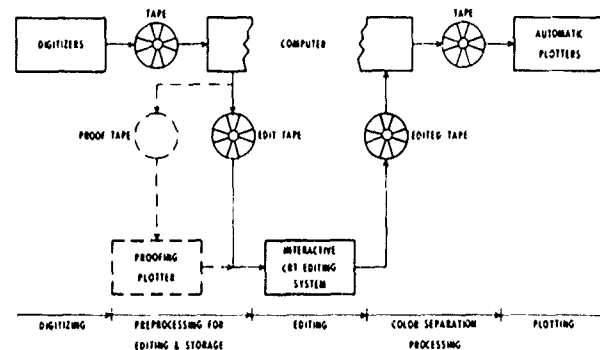 TAPE
TAPE
DIGITIZERS
COMPUTER
AUTOMATIC
PLOTTERS
PROOF TAPE
EDIT TAPE
EDITEG TAPE
PROOFING
PLOTTER
INTERACTIVE
CRT EDITING
SYSTEM
DIGITIZING
PREPROCESSING FOR
EDITING & STORAGE
EDITING
COLOR SEPARATION
PROCESSING
PLOTTING